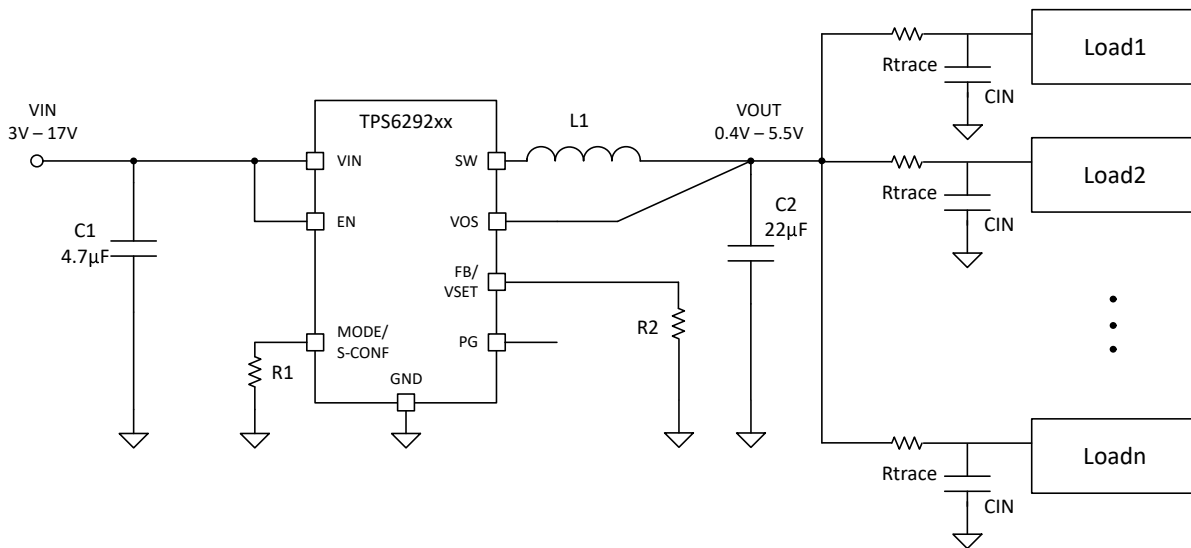 VIN
3V – 17V
C1
4.7µF
TPS6292xx
VIN
EN
MODE/
S-CONF
GND
SW
VOS
FB/
VSET
PG
R1
L1
R2
VOUT
0.4V – 5.5V
C2
22µF
Rtrace
CIN
Load1
Rtrace
CIN
Load2
Rtrace
CIN
Loadn